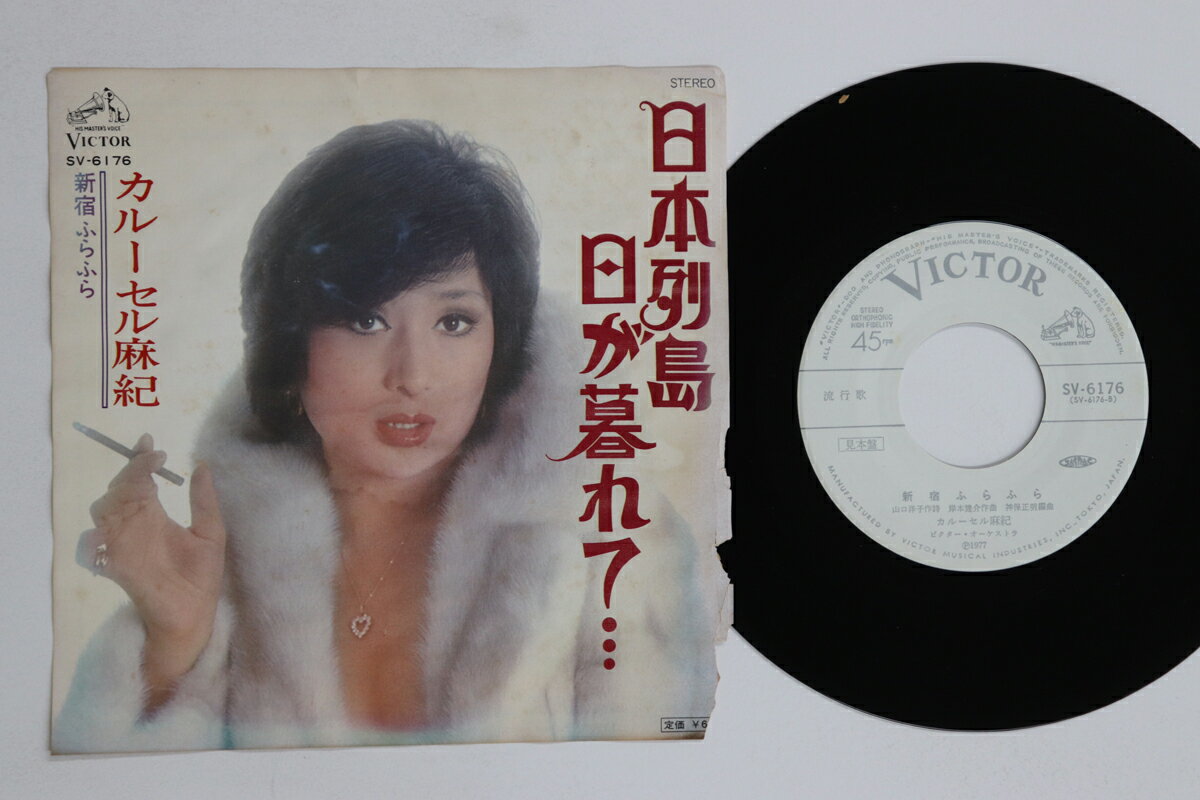 STEREO
HIS MASTER'S VOICE
VICTOR
SV-6176
カルーセル麻紀
新宿ふらふら
日本列島
日が暮れて…
定価 ¥6
VICTOR
STEREO
ORTHOPHONIC
HIGH FIDELITY
45rpm
"HIS MASTER'S VOICE"
SV-6176
(SV-6176-B)
流行歌
見本盤
新宿ふらふら
山口洋子作詩 岸本健介作曲 神保正明編曲
カルーセル麻紀
ビクター・オーケストラ
Ⓟ1977
MANUFACTURED BY VICTOR MUSICAL INDUSTRIES, INC., TOKYO, JAPAN.